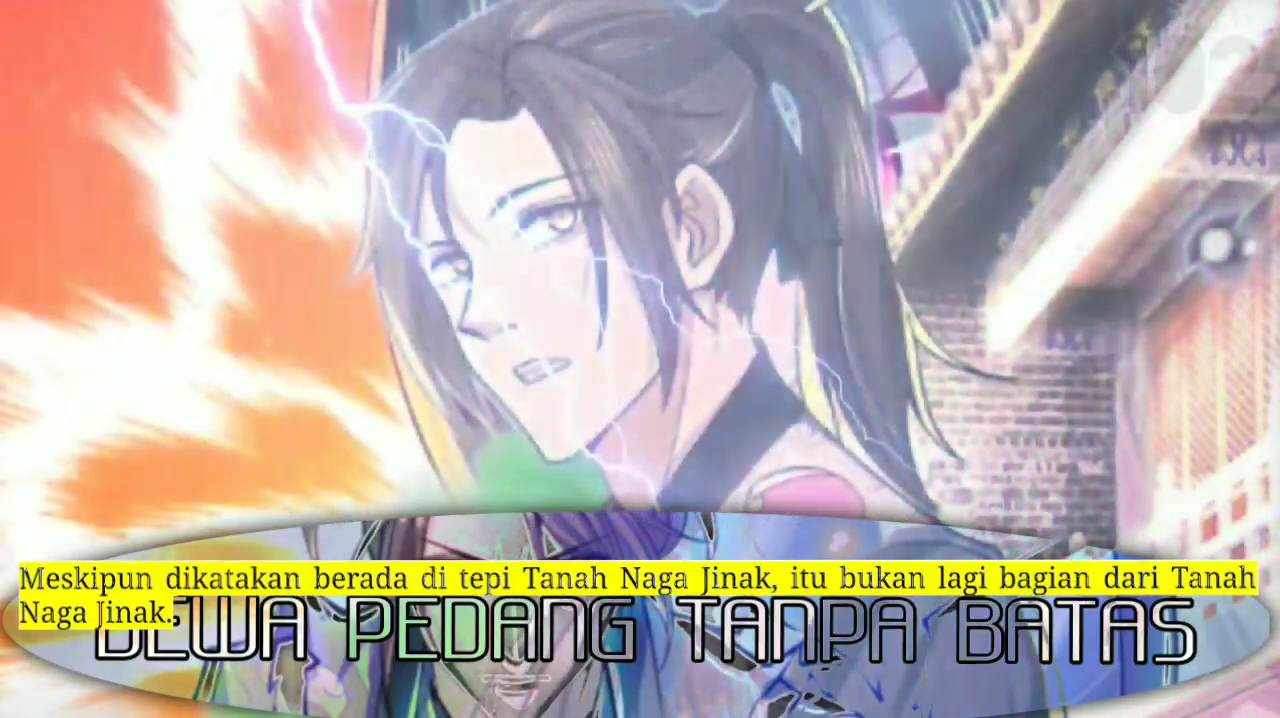 Meskipun dikatakan berada di tepi Tanah Naga Jinak, itu bukan lagi bagian dari Tanah
Naga Jinak.
DEWA PEDANG TANPA BATAS